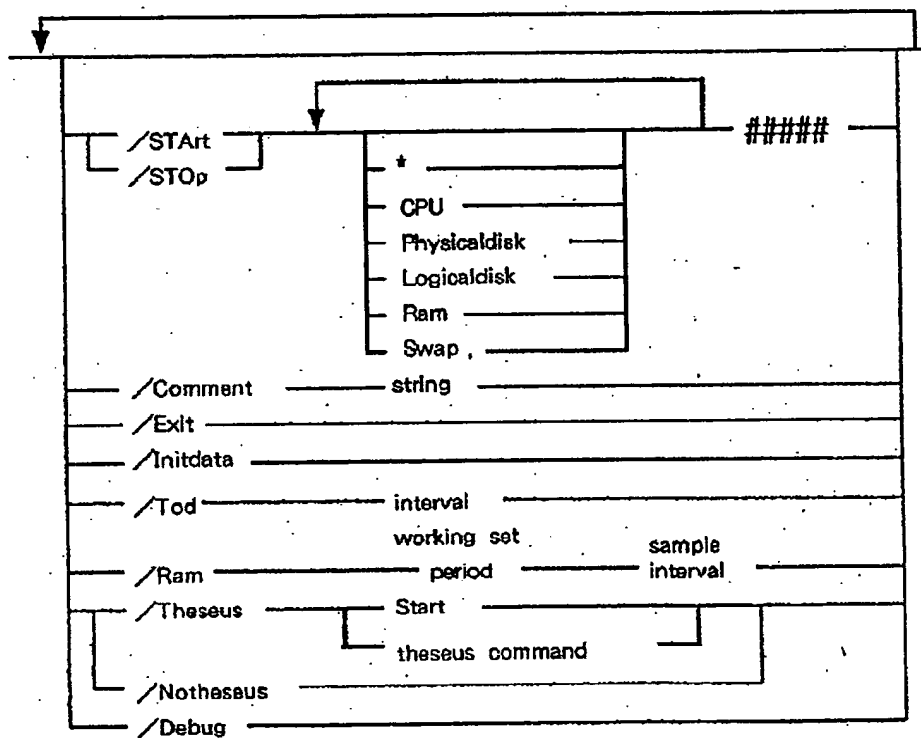 /STArt #####
/STOp
*
CPU
Physicaldisk
Logicaldisk
Ram
Swap
/Comment string
/Exit
/Initdata
/Tod interval
working set sample
/Ram period interval
/Theseus Start
theseus command
/Notheseus
/Debug